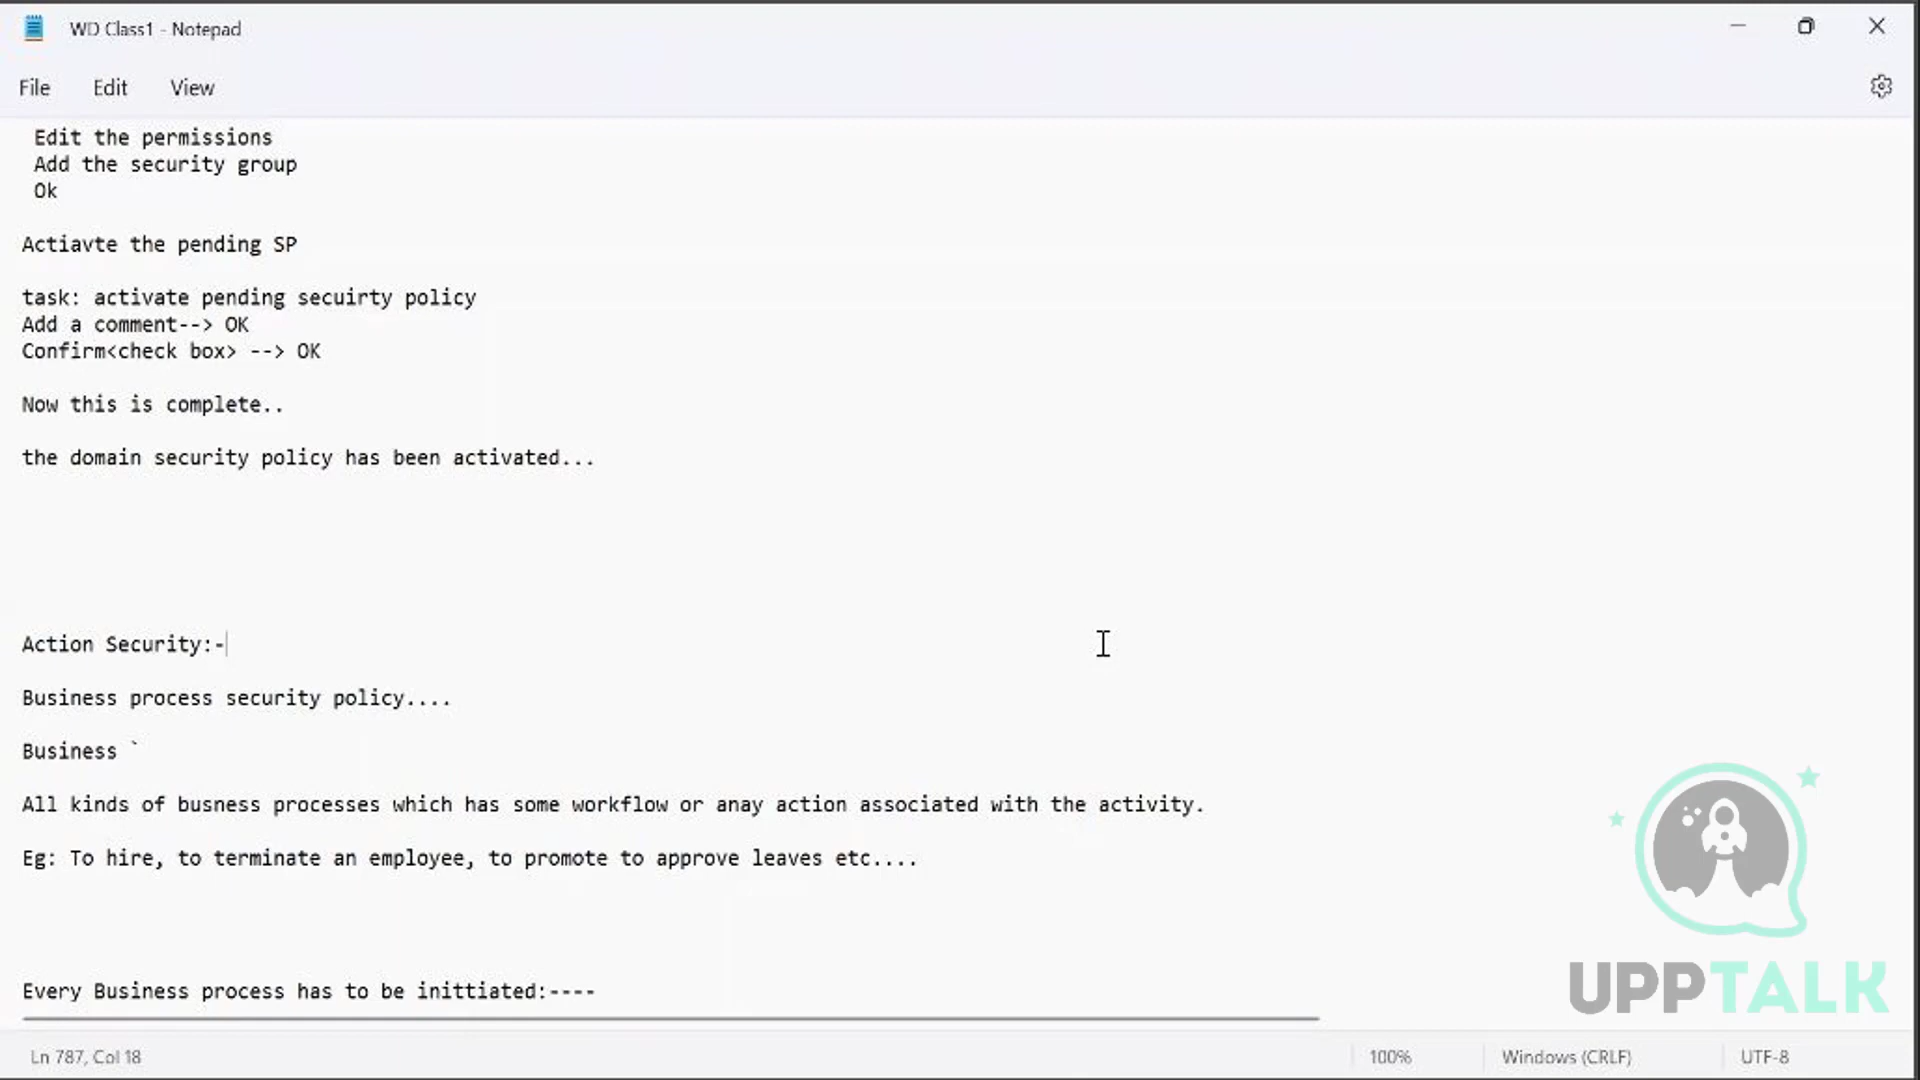 WD Class1 - Notepad
File Edit View
Edit the permissions
Add the security group
Ok
Actiavte the pending SP
task: activate pending secuirty policy
Add a comment--> OK
Confirm<check box> --> OK
Now this is complete..
the domain security policy has been activated...
Action Security:-
Business process security policy....
Business `
All kinds of busness processes which has some workflow or anay action associated with the activity.
Eg: To hire, to terminate an employee, to promote to approve leaves etc....
Every Business process has to be inittiated:----
UPPTALK
Ln 787, Col 18 100% Windows (CRLF) UTF-8